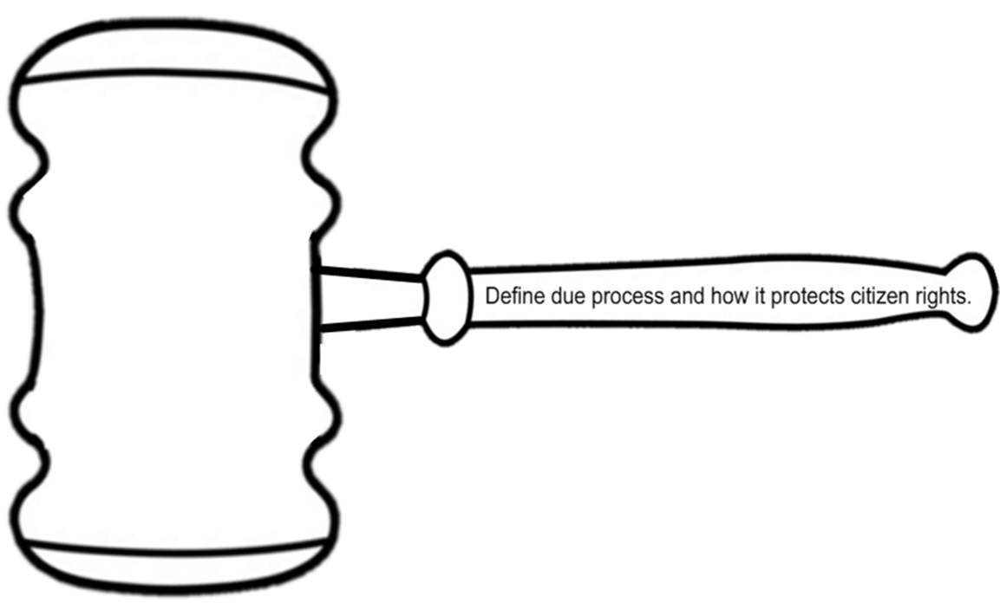 Define due process and how it protects citizen rights.